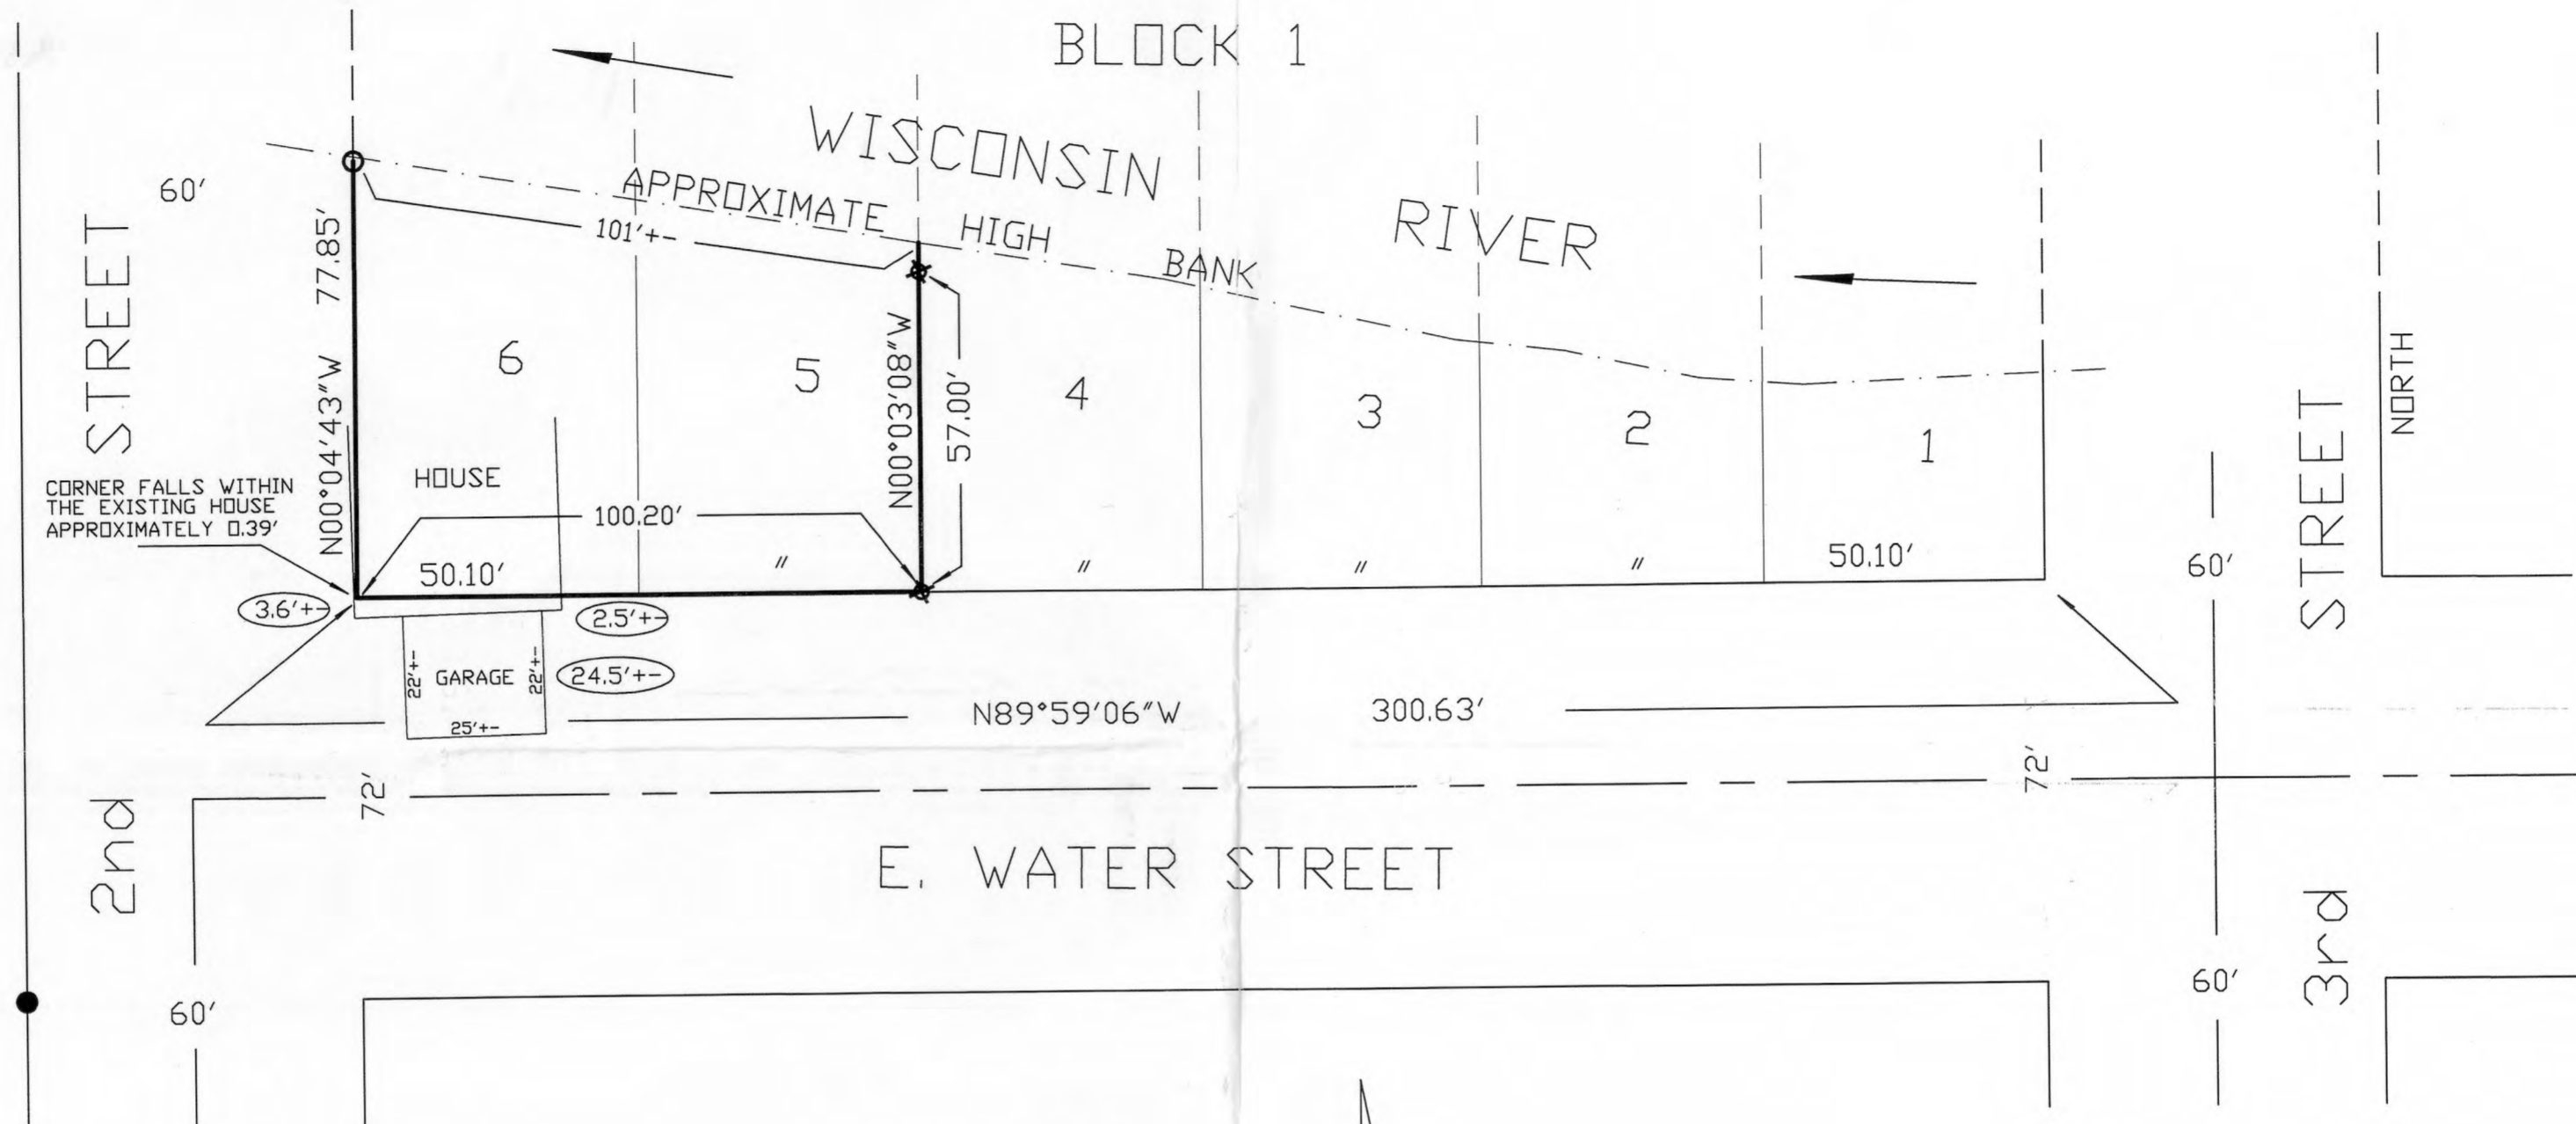 BLOCK 1
WISCONSIN
RIVER
60'
STREET
APPROXIMATE HIGH BANK
101'+-
77.85'
N00°04'43"W
N00°03'08"W
57.00'
6
5
4
3
2
1
NORTH
STREET
HOUSE
CORNER FALLS WITHIN
THE EXISTING HOUSE
APPROXIMATELY 0.39'
100.20'
50.10'
"
"
"
"
50.10'
60'
3.6'+-
2.5'+-
22'+-
GARAGE
22'+-
24.5'+-
25'+-
N89°59'06"W
300.63'
72'
72'
2nd
E. WATER STREET
3rd
60'
60'